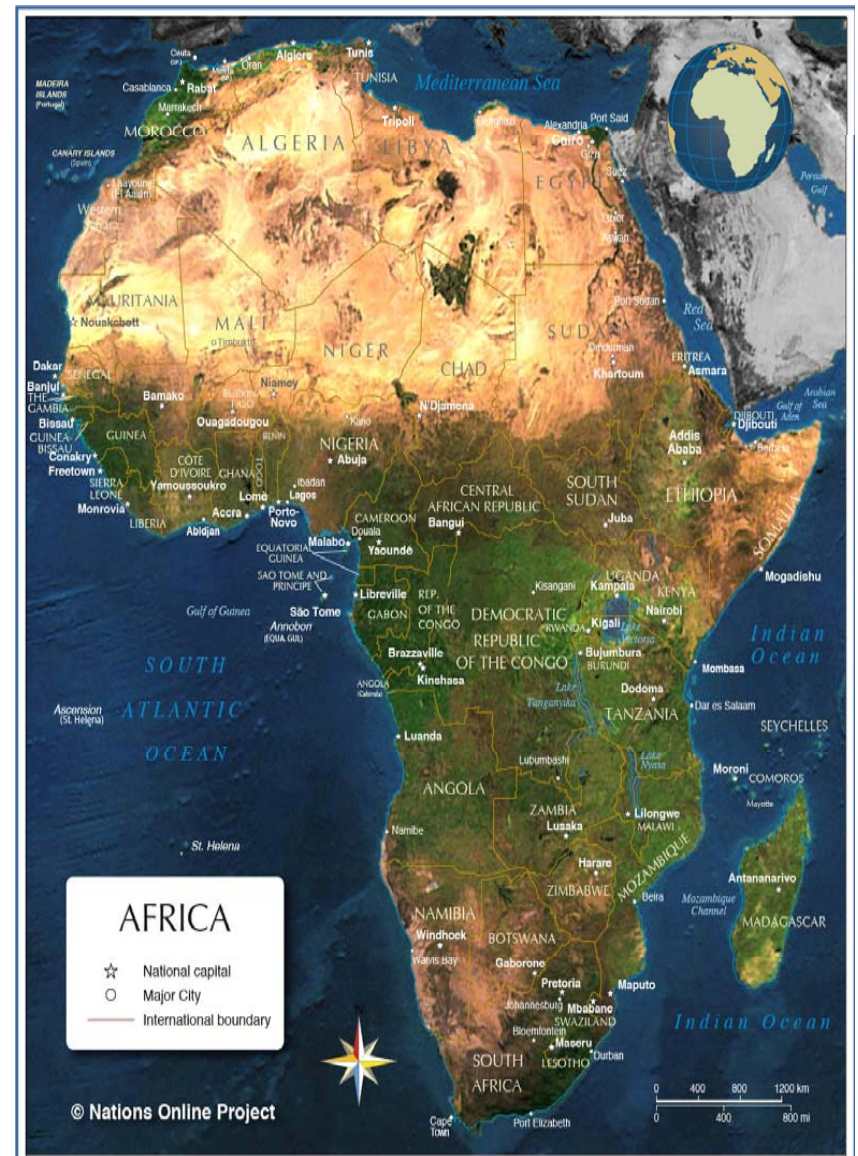 Ceuta
(SP.)
Algiers
Tunis
Oran
Melilla
(SP.)
TUNISIA
Mediterranean Sea
MADEIRA
ISLANDS
(Portugal)
Casablanca
Rabat
Marrakech
MOROCCO
Tripoli
Benghazi
Alexandria
Port Said
Cairo
Giza
Suez
ALGERIA
LIBYA
EGYPT
Persian
Gulf
CANARY ISLANDS
(Spain)
Laayoune
(El Aaium)
Western
Sahara
Luxor
Aswan
MAURITANIA
Nouakchott
MALI
Timbuktu
NIGER
CHAD
SUDAN
Port Sudan
Red
Sea
Omdurman
Khartoum
ERITREA
Asmara
Dakar
SENEGAL
Banjul
THE
GAMBIA
Bissau
GUINEA-
BISSAU
Bamako
Niamey
BURKINA
FASO
Ouagadougou
N'Djamena
Kano
DJIBOUTI
Djibouti
Gulf of
Aden
Arabian
Sea
Berbera
GUINEA
Conakry
Freetown
SIERRA
LEONE
Monrovia
LIBERIA
CÔTE
D'IVOIRE
Yamoussoukro
Abidjan
GHANA
TOGO
BENIN
Accra
Lomé
Ibadan
Lagos
Porto-
Novo
NIGERIA
Abuja
Addis
Ababa
ETHIOPIA
SOMALIA
CENTRAL
AFRICAN REPUBLIC
Bangui
SOUTH
SUDAN
Juba
CAMEROON
Douala
Yaoundé
Malabo
EQUATORIAL
GUINEA
SAO TOME AND
PRINCIPE
São Tome
Annobon
(EQUA. GUI.)
Gulf of Guinea
Libreville
GABON
REP.
OF THE
CONGO
Kisangani
DEMOCRATIC
REPUBLIC
OF THE CONGO
UGANDA
Kampala
KENYA
Nairobi
Mogadishu
RWANDA
Kigali
Lake
Victoria
Bujumbura
BURUNDI
Indian
Ocean
Mombasa
Brazzaville
Kinshasa
ANGOLA
(Cabinda)
Lake
Tanganyika
Dodoma
TANZANIA
Dar es Salaam
SOUTH
ATLANTIC
OCEAN
Ascension
(St. Helena)
SEYCHELLES
Luanda
Lubumbashi
Lake
Nyasa
Moroni
COMOROS
Mayotte
ANGOLA
ZAMBIA
Lusaka
Lilongwe
MALAWI
Namibe
St. Helena
Harare
ZIMBABWE
MOZAMBIQUE
Beira
Mozambique
Channel
Antananarivo
MADAGASCAR
NAMIBIA
Windhoek
Walvis Bay
BOTSWANA
Gaborone
Pretoria
Johannesburg
Maputo
Mbabane
SWAZILAND
Bloemfontein
Maseru
LESOTHO
Durban
SOUTH
AFRICA
Indian Ocean
Cape
Town
Port Elizabeth
AFRICA
National capital
Major City
International boundary
N
© Nations Online Project
0 400 800 1200 km
0 400 800 mi